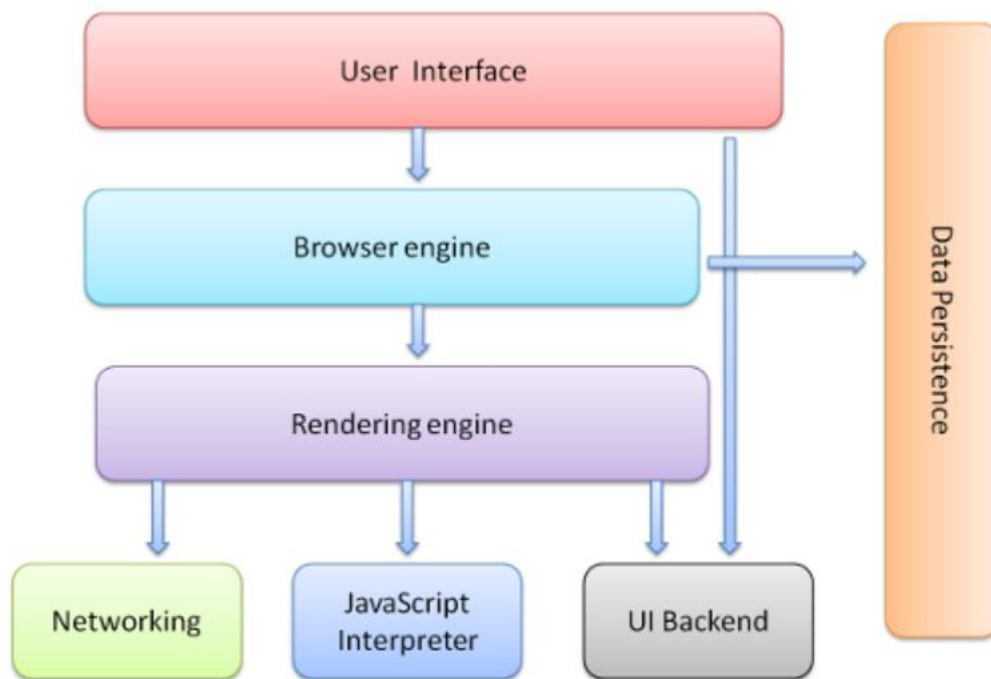 User Interface
Browser engine
Data Persistence
Rendering engine
Networking
JavaScript
Interpreter
UI Backend